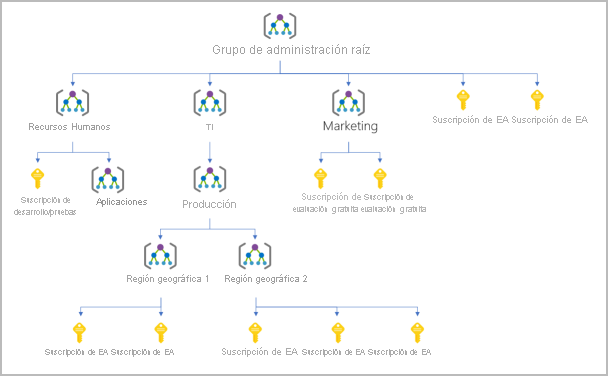 Grupo de administración raíz
Recursos Humanos
TI
Marketing
Suscripción de EA
Suscripción de EA
Suscripción de
desarrollo/pruebas
Aplicaciones
Producción
Suscripción de
evaluación gratuita
Suscripción de
evaluación gratuita
Región geográfica 1
Región geográfica 2
Suscripción de EA
Suscripción de EA
Suscripción de EA
Suscripción de EA
Suscripción de EA